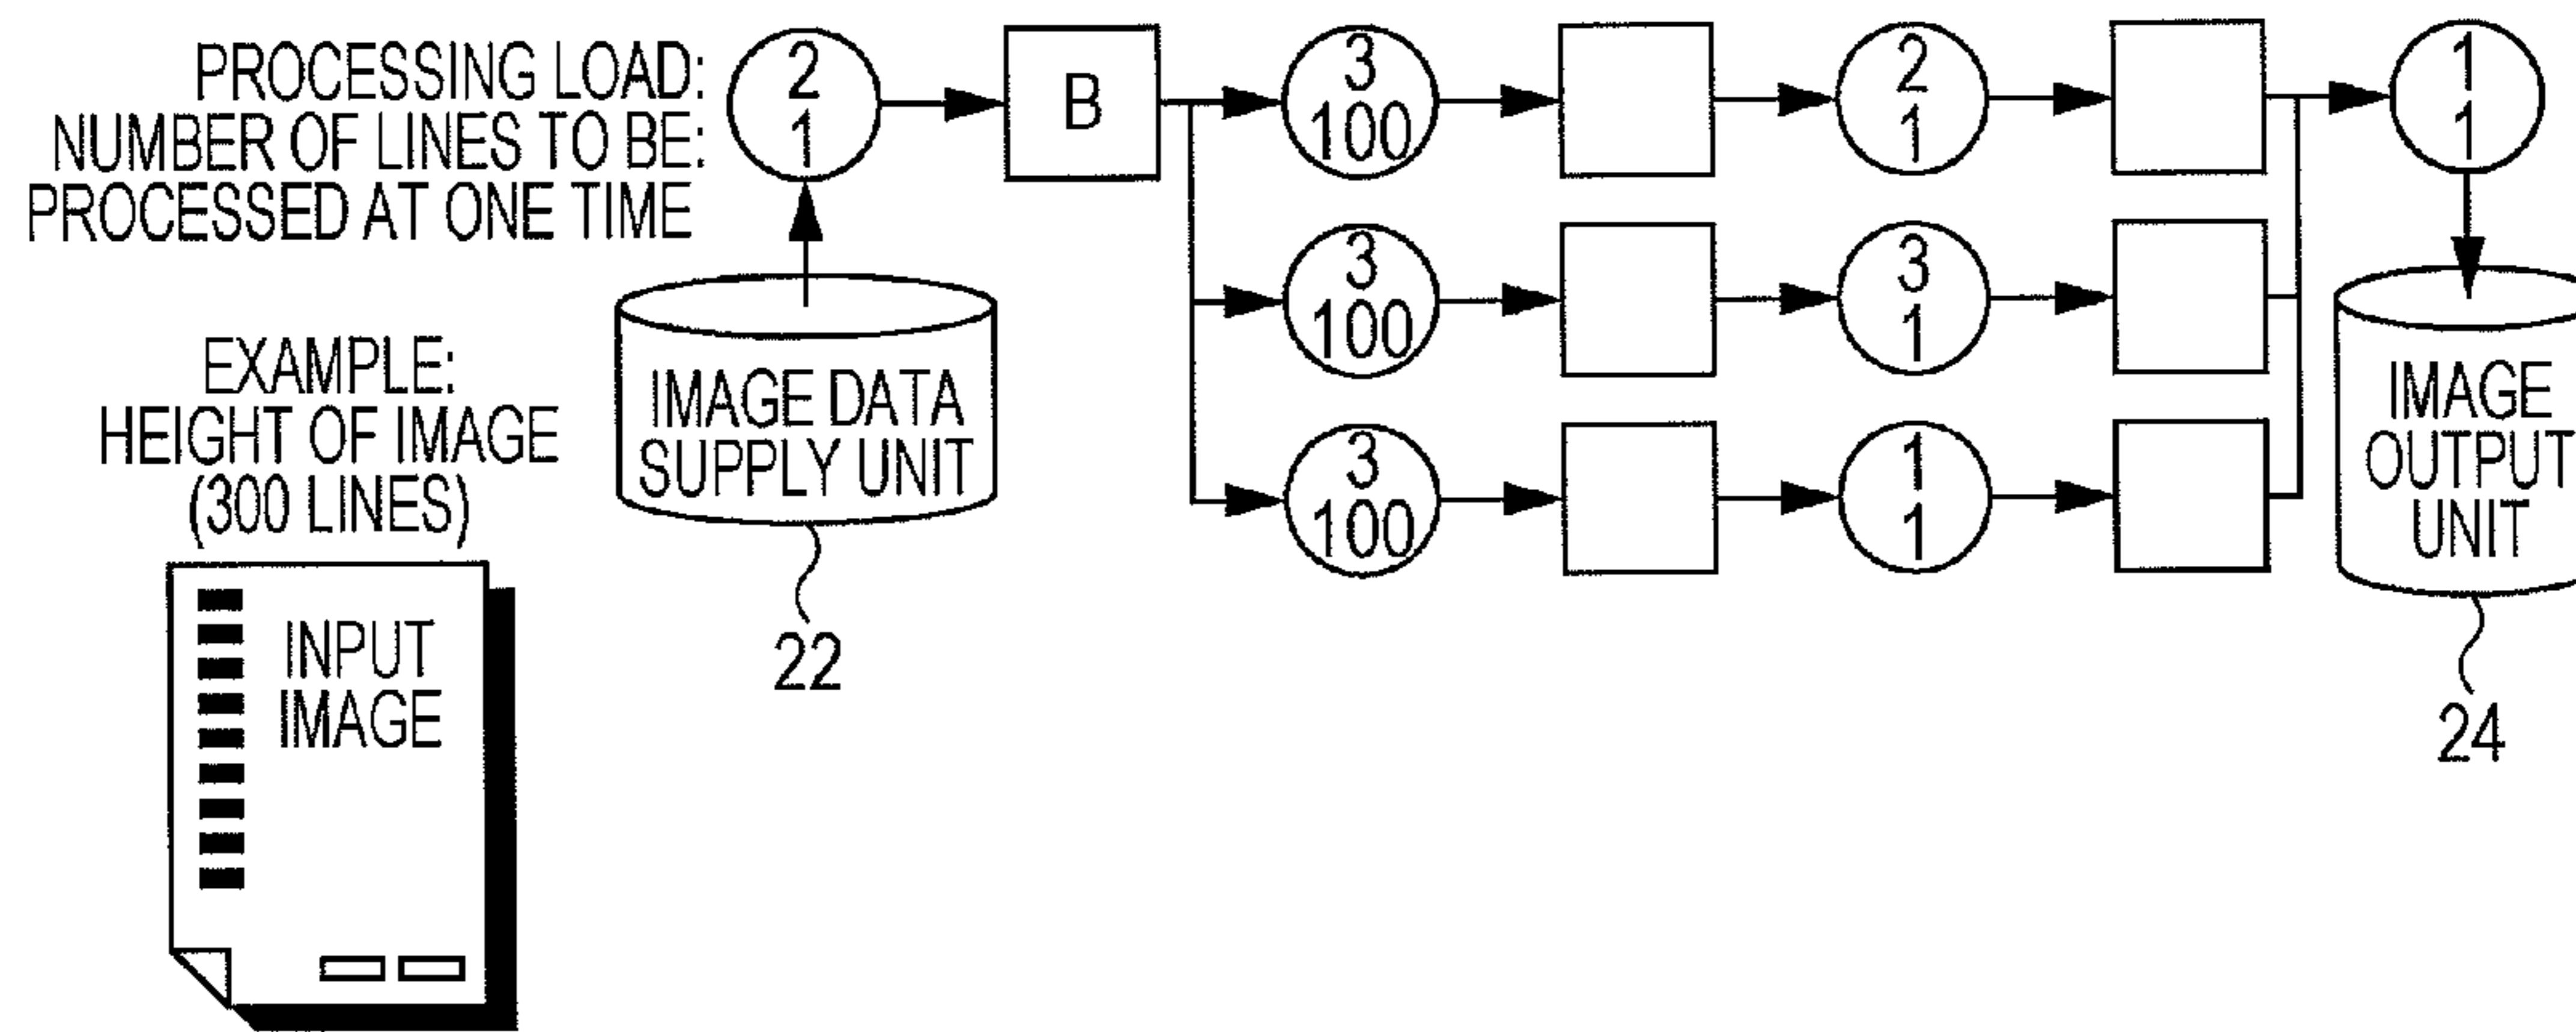 PROCESSING LOAD:
NUMBER OF LINES TO BE:
PROCESSED AT ONE TIME
2
1
B
3
100
2
1
1
1
3
100
3
1
3
100
1
1
EXAMPLE:
HEIGHT OF IMAGE
(300 LINES)
IMAGE DATA
SUPPLY UNIT
22
IMAGE
OUTPUT
UNIT
24
INPUT
IMAGE